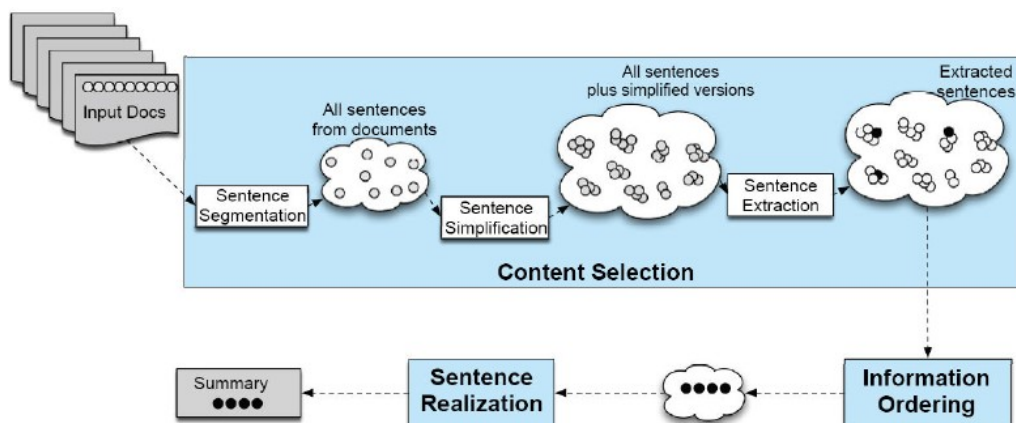 Input Docs
All sentences
from documents
All sentences
plus simplified versions
Extracted
sentences
Sentence
Segmentation
Sentence
Simplification
Sentence
Extraction
Content Selection
Summary
Sentence
Realization
Information
Ordering